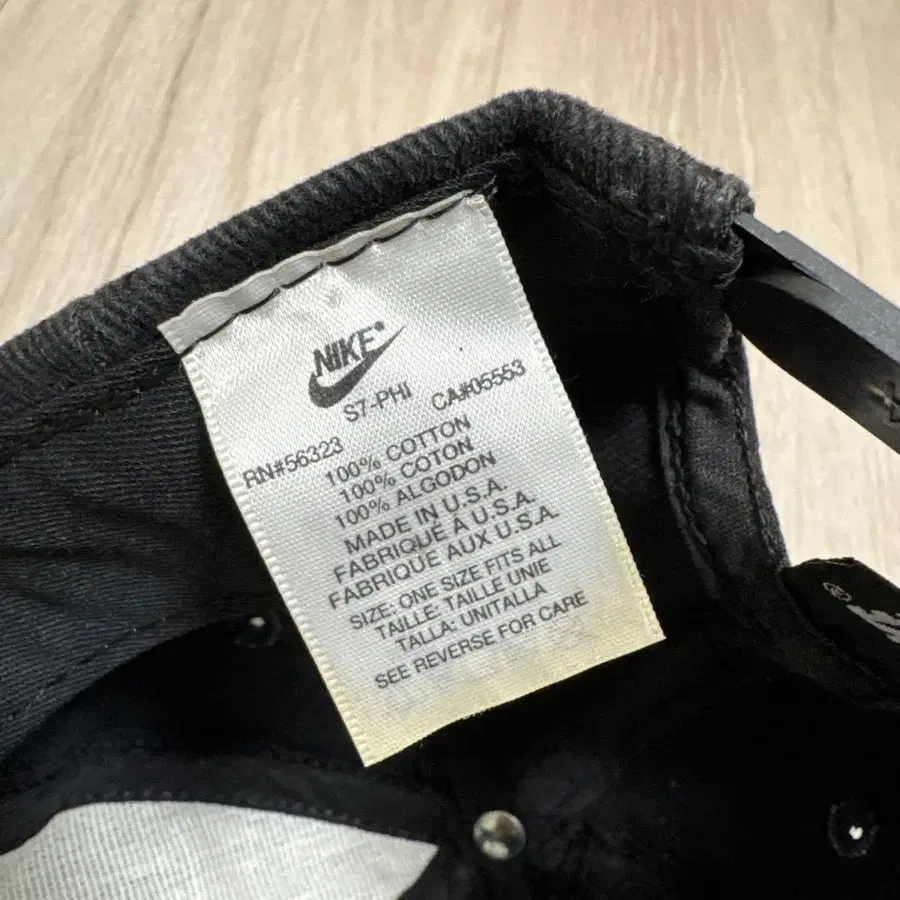 NIKE®
S7-PHI
RN#56323 CA#05553
100% COTTON
100% COTON
100% ALGODON
MADE IN U.S.A.
FABRIQUÉ À U.S.A.
FABRIQUE AUX U.S.A.
SIZE: ONE SIZE FITS ALL
TAILLE: TAILLE UNIE
TALLA: UNITALLA
SEE REVERSE FOR CARE